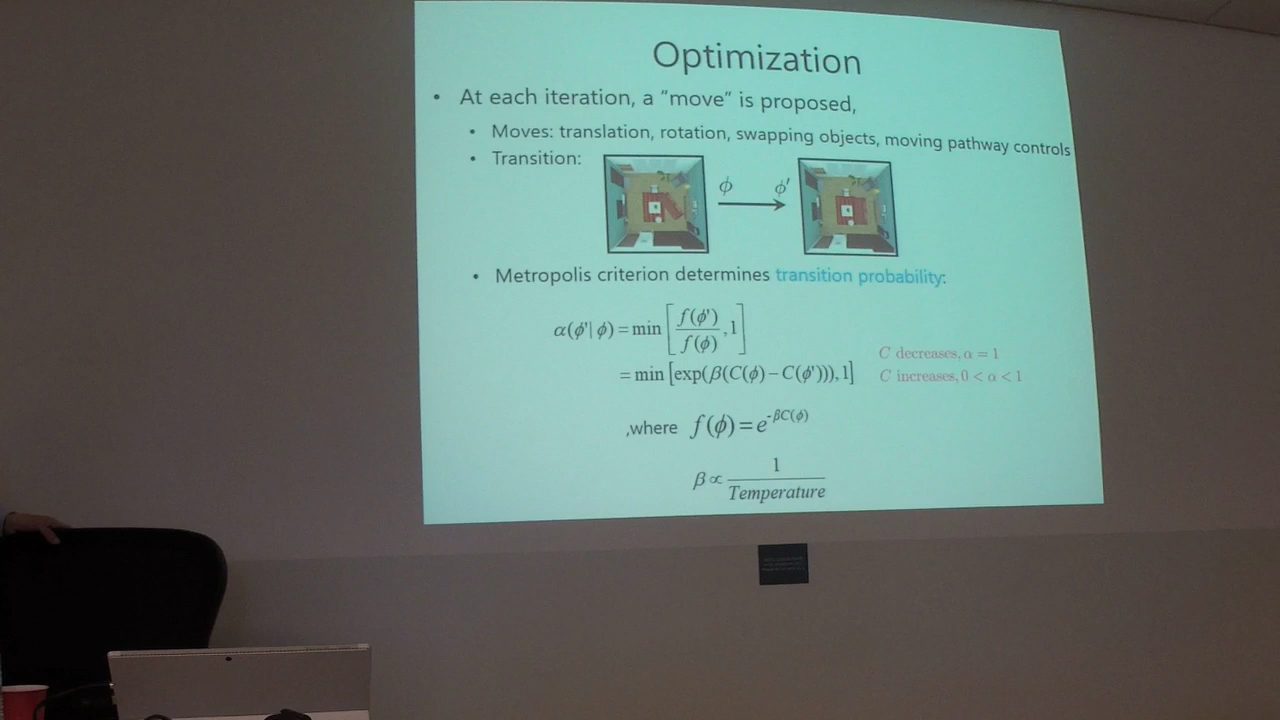 Optimization
• At each iteration, a “move” is proposed,
• Moves: translation, rotation, swapping objects, moving pathway controls
• Transition:
ϕ ϕ′
• Metropolis criterion determines transition probability:
α(ϕ'| ϕ) = min [ f(ϕ') / f(ϕ) , 1 ]
= min [exp(β(C(ϕ) − C(ϕ'))), 1]
C decreases, α = 1
C increases, 0 < α < 1
,where f(ϕ) = e^{-βC(ϕ)}
β ∝ 1 / Temperature